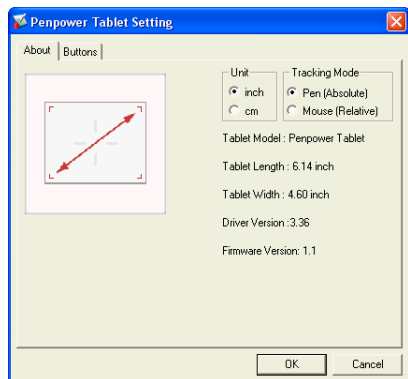 Penpower Tablet Setting
About
Buttons
Unit
inch
cm
Tracking Mode
Pen (Absolute)
Mouse (Relative)
Tablet Model : Penpower Tablet
Tablet Length : 6.14 inch
Tablet Width : 4.60 inch
Driver Version :3.36
Firmware Version: 1.1
OK
Cancel